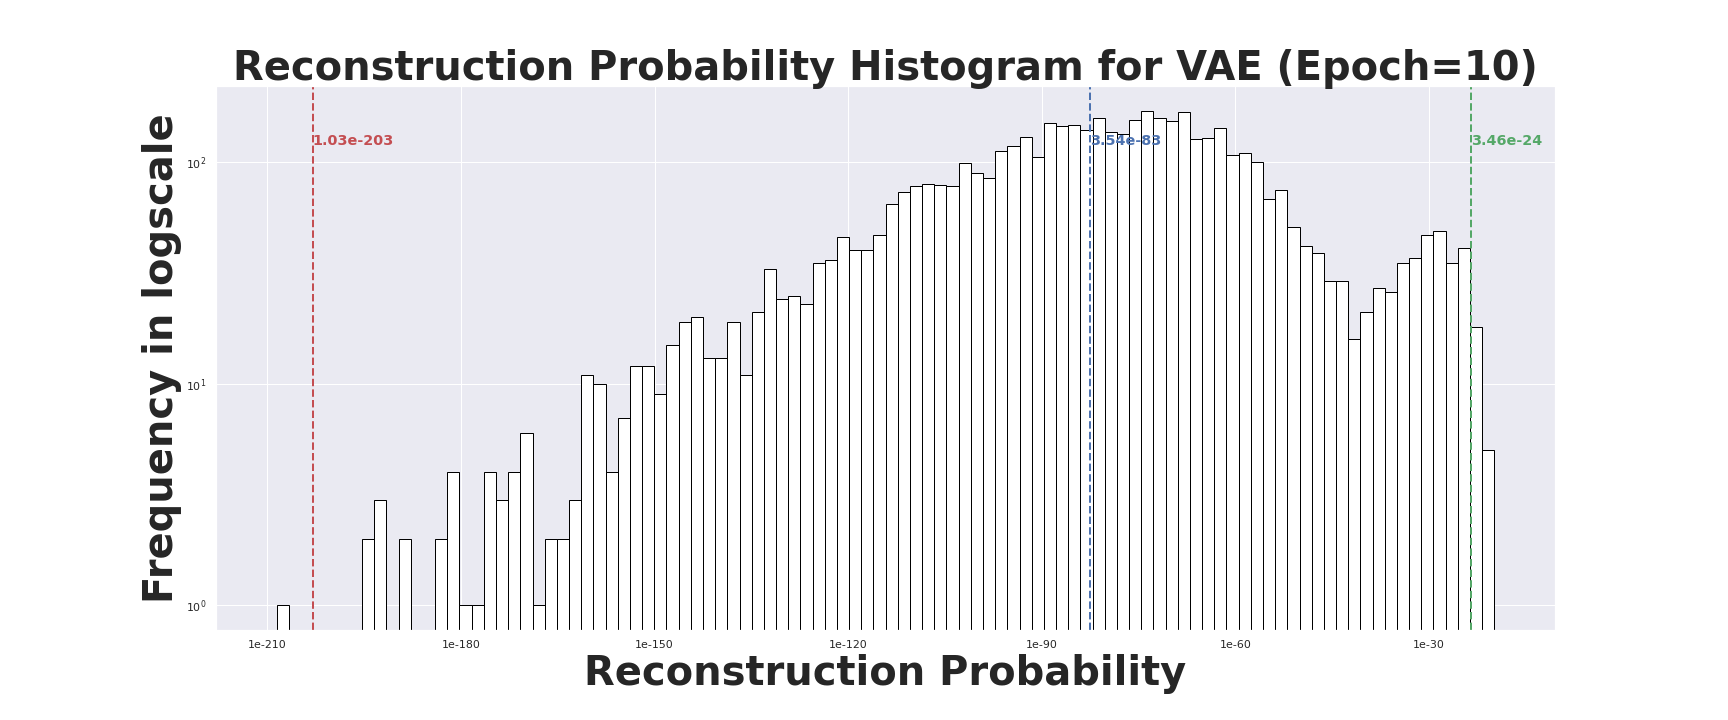 Reconstruction Probability Histogram for VAE (Epoch=10)
Frequency in logscale
10²
10¹
10⁰
1.03e-203
3.54e-83
3.46e-24
1e-210
1e-180
1e-150
1e-120
1e-90
1e-60
1e-30
Reconstruction Probability